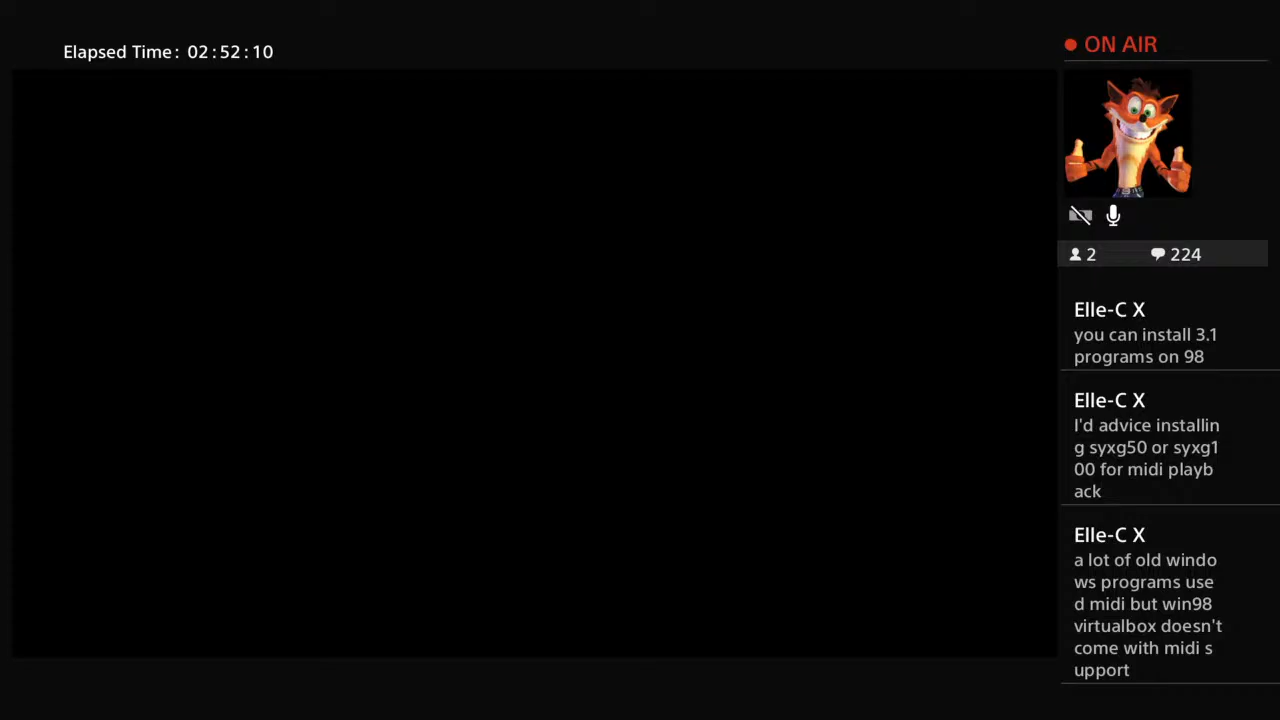 Elapsed Time: 02:52:10
ON AIR
2 224
Elle-C X
you can install 3.1
programs on 98
Elle-C X
I'd advice installin
g syxg50 or syxg1
00 for midi playb
ack
Elle-C X
a lot of old windo
ws programs use
d midi but win98
virtualbox doesn't
come with midi s
upport